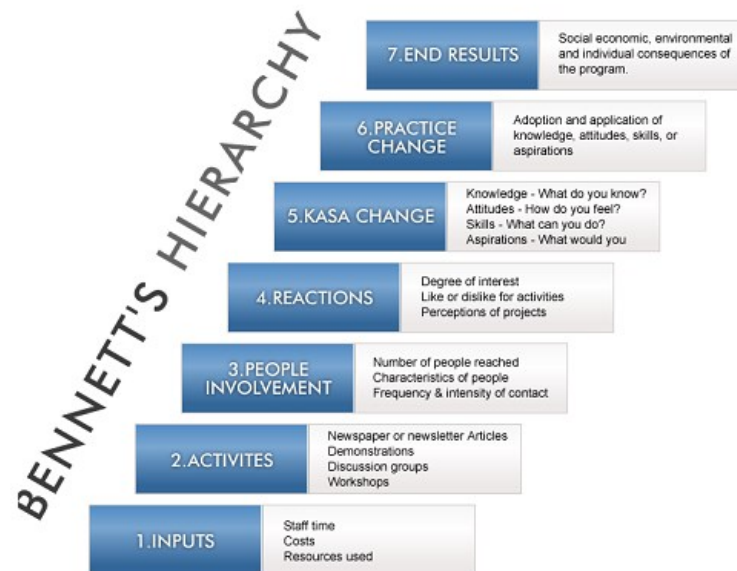 BENNETT'S HIERARCHY
7.END RESULTS
Social economic, environmental
and individual consequences of
the program.
6.PRACTICE
CHANGE
Adoption and application of
knowledge, attitudes, skills, or
aspirations
5.KASA CHANGE
Knowledge - What do you know?
Attitudes - How do you feel?
Skills - What can you do?
Aspirations - What would you
4.REACTIONS
Degree of interest
Like or dislike for activities
Perceptions of projects
3.PEOPLE
INVOLVEMENT
Number of people reached
Characteristics of people
Frequency & intensity of contact
2.ACTIVITES
Newspaper or newsletter Articles
Demonstrations
Discussion groups
Workshops
1.INPUTS
Staff time
Costs
Resources used